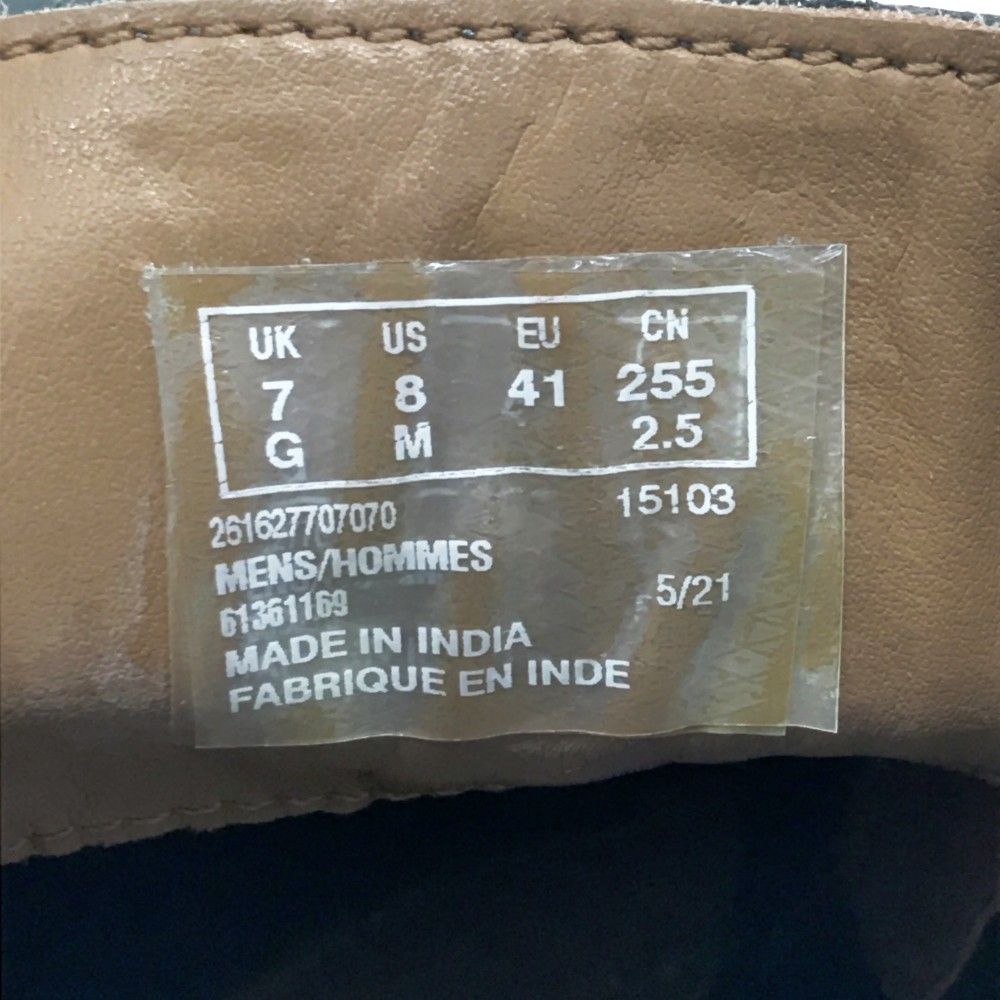 UK US EU CN
7 8 41 255
G M 2.5
261627707070 15103
MENS/HOMMES
61361169 5/21
MADE IN INDIA
FABRIQUE EN INDE